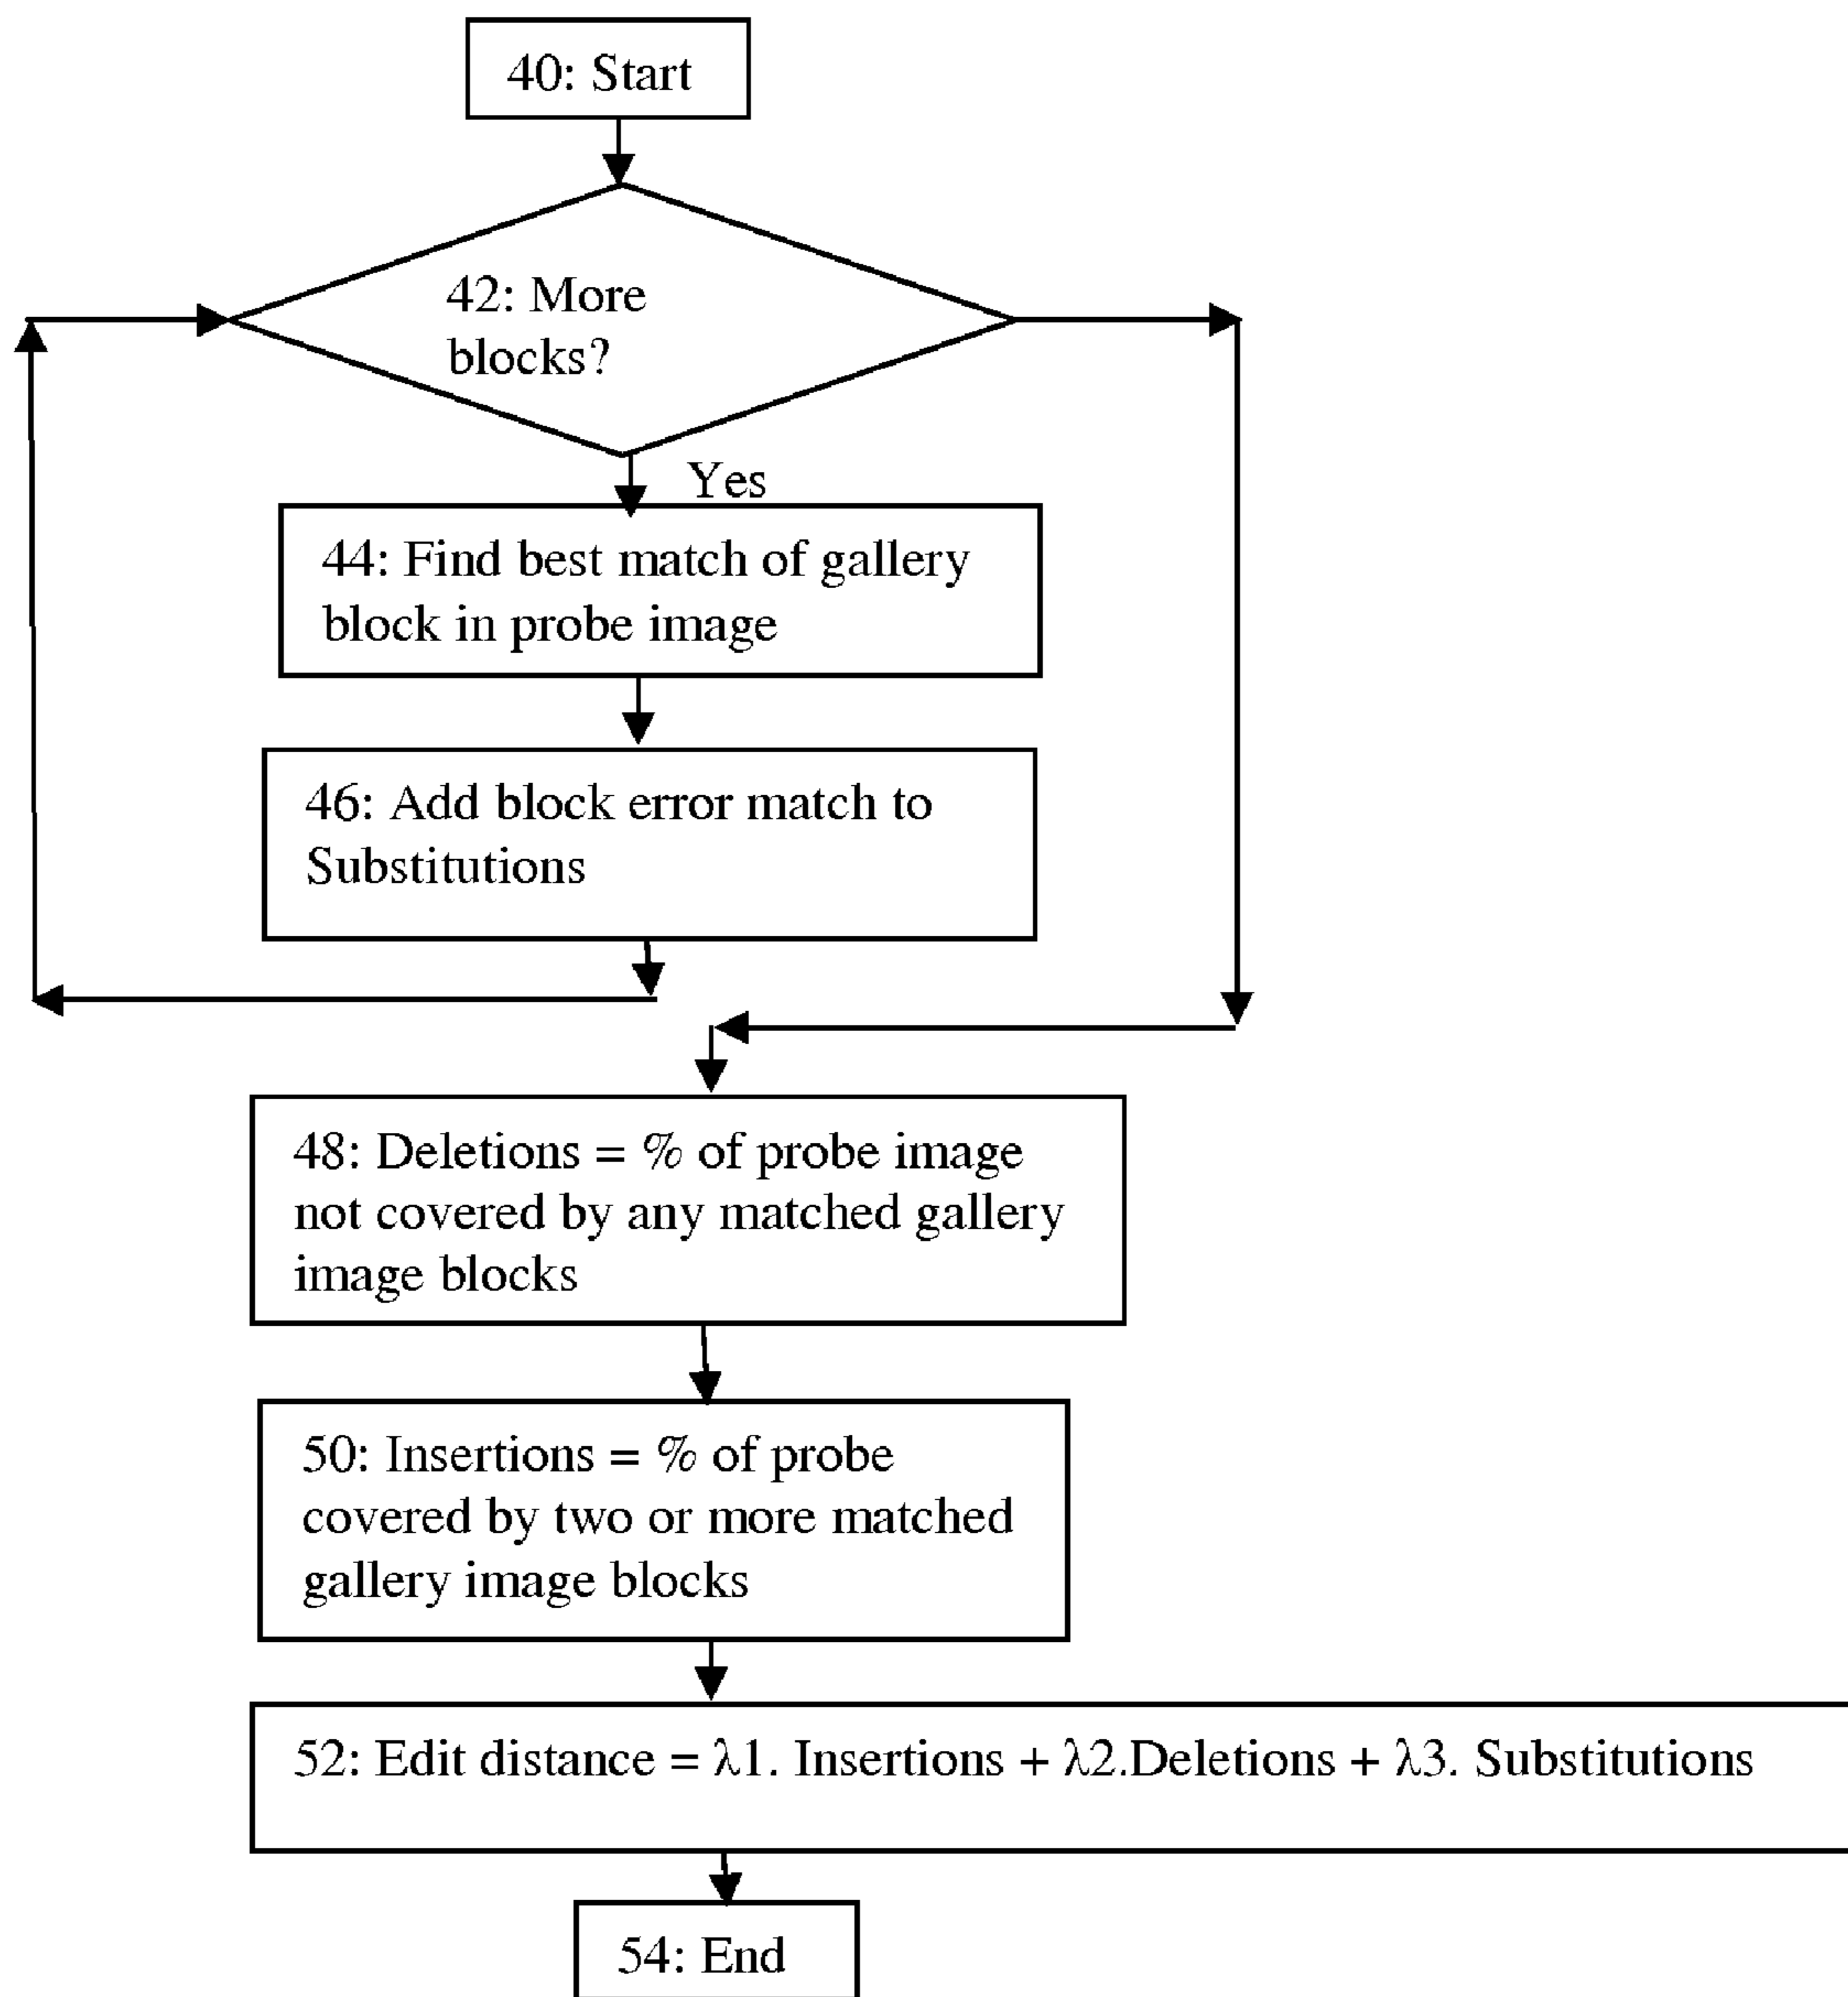 40: Start
42: More
blocks?
Yes
44: Find best match of gallery
block in probe image
46: Add block error match to
Substitutions
48: Deletions = % of probe image
not covered by any matched gallery
image blocks
50: Insertions = % of probe
covered by two or more matched
gallery image blocks
52: Edit distance = λ1. Insertions + λ2.Deletions + λ3. Substitutions
54: End